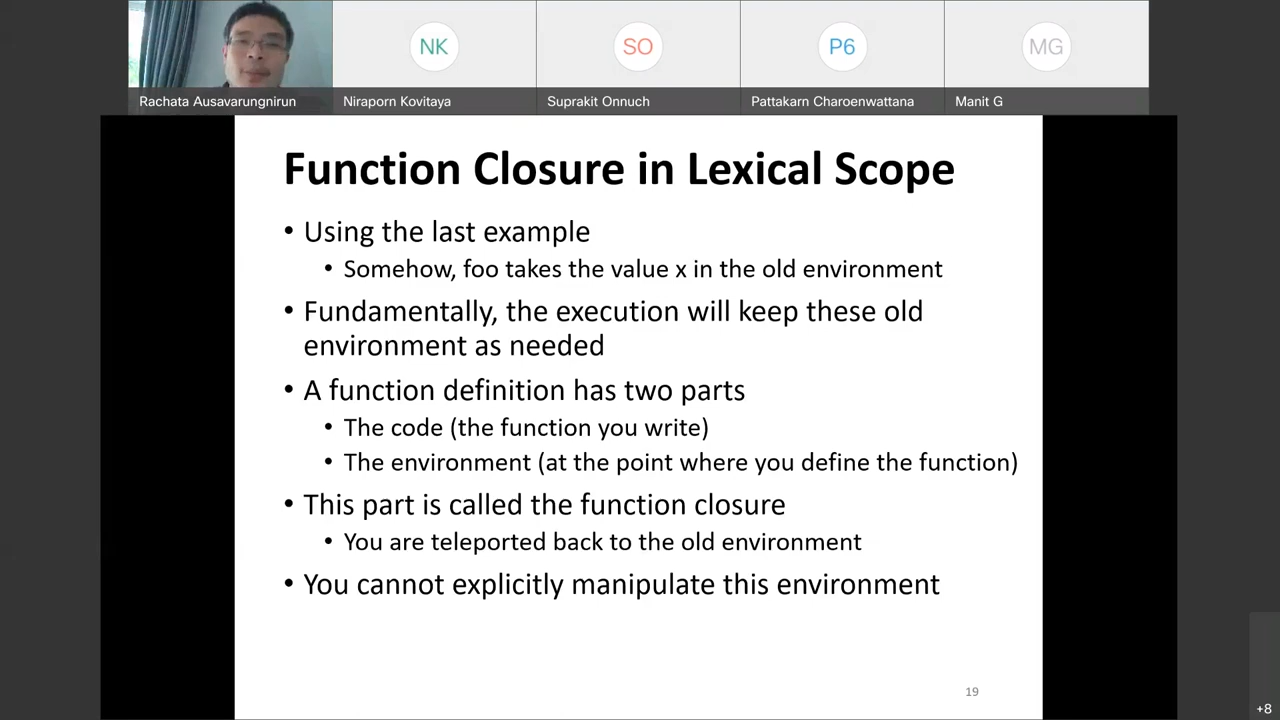 NK
SO
P6
MG
Rachata Ausavarungnirun
Niraporn Kovitaya
Suprakit Onnuch
Pattakarn Charoenwattana
Manit G
Function Closure in Lexical Scope
• Using the last example
• Somehow, foo takes the value x in the old environment
• Fundamentally, the execution will keep these old
environment as needed
• A function definition has two parts
• The code (the function you write)
• The environment (at the point where you define the function)
• This part is called the function closure
• You are teleported back to the old environment
• You cannot explicitly manipulate this environment
19
+8